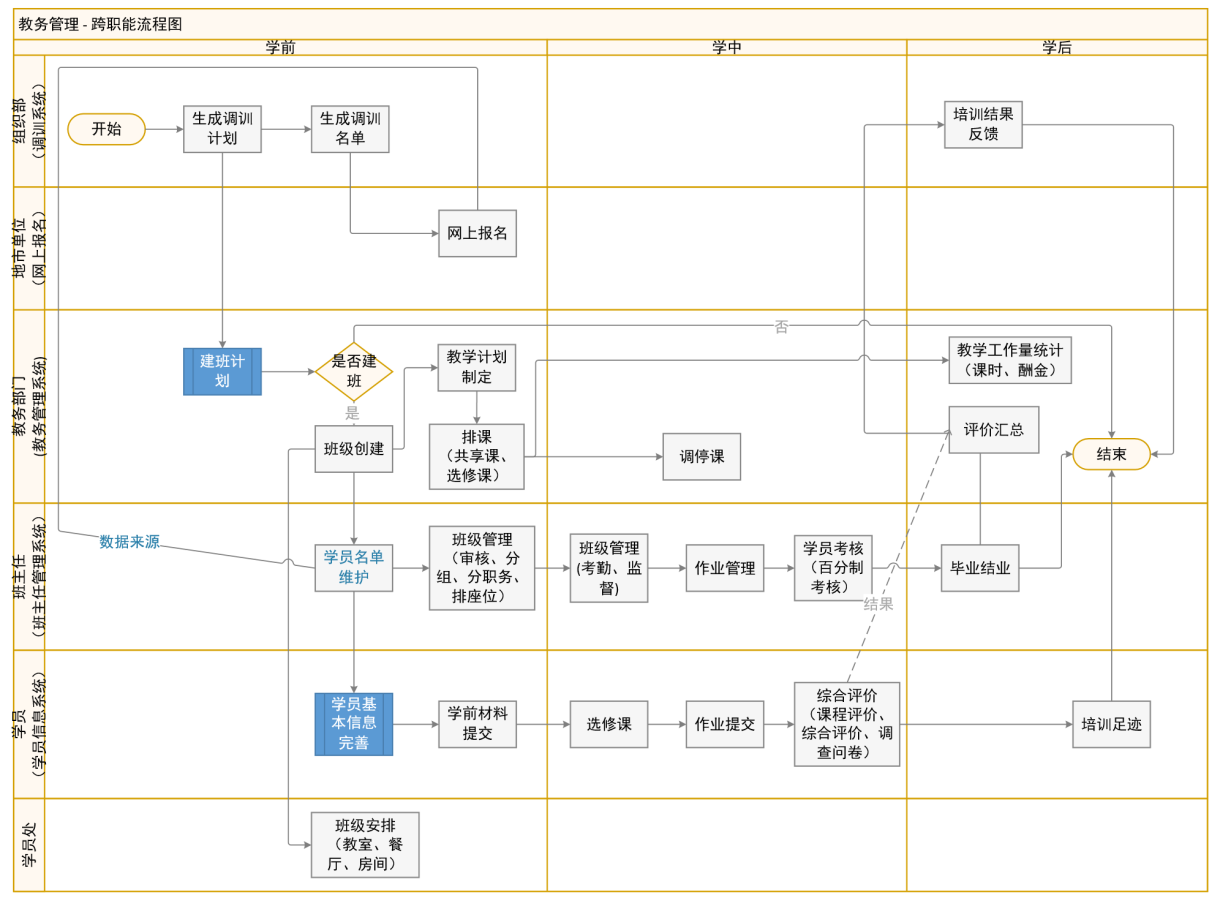 教务管理 - 跨职能流程图
学前
学中
学后
组织部
（调训系统）
开始
生成调训
计划
生成调训
名单
培训结果
反馈
地市单位
（网上报名）
网上报名
教务部门
(教务管理系统)
建班计
划
是否建
班
是
否
教学计划
制定
教学工作量统计
（课时、酬金）
班级创建
排课
（共享课、
选修课）
调停课
评价汇总
结束
班主任
（班主任管理系统）
数据来源
学员名单
维护
班级管理
（审核、分
组、分职务、
排座位）
班级管理
(考勤、监
督)
作业管理
学员考核
（百分制
考核）
结果
毕业结业
学员
（学员信息系统）
学员基
本信息
完善
学前材料
提交
选修课
作业提交
综合评价
（课程评价、
综合评价、调
查问卷）
培训足迹
学员处
班级安排
（教室、餐
厅、房间）